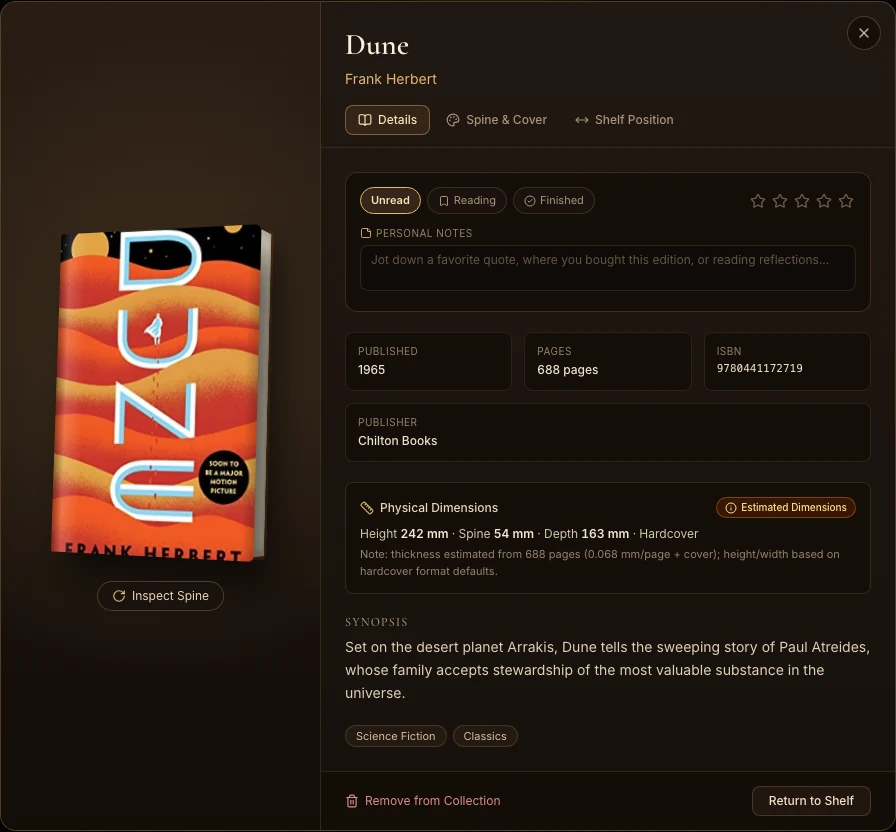 Dune
Frank Herbert
Details
Spine & Cover
Shelf Position
Unread
Reading
Finished
PERSONAL NOTES
Jot down a favorite quote, where you bought this edition, or reading reflections...
PUBLISHED
1965
PAGES
688 pages
ISBN
9780441172719
PUBLISHER
Chilton Books
Physical Dimensions
Estimated Dimensions
Height 242 mm · Spine 54 mm · Depth 163 mm · Hardcover
Note: thickness estimated from 688 pages (0.068 mm/page + cover); height/width based on
hardcover format defaults.
SYNOPSIS
Set on the desert planet Arrakis, Dune tells the sweeping story of Paul Atreides,
whose family accepts stewardship of the most valuable substance in the
universe.
Science Fiction
Classics
Remove from Collection
Return to Shelf
DUNE
SOON TO
BE A MAJOR
MOTION
PICTURE
FRANK HERBERT
Inspect Spine